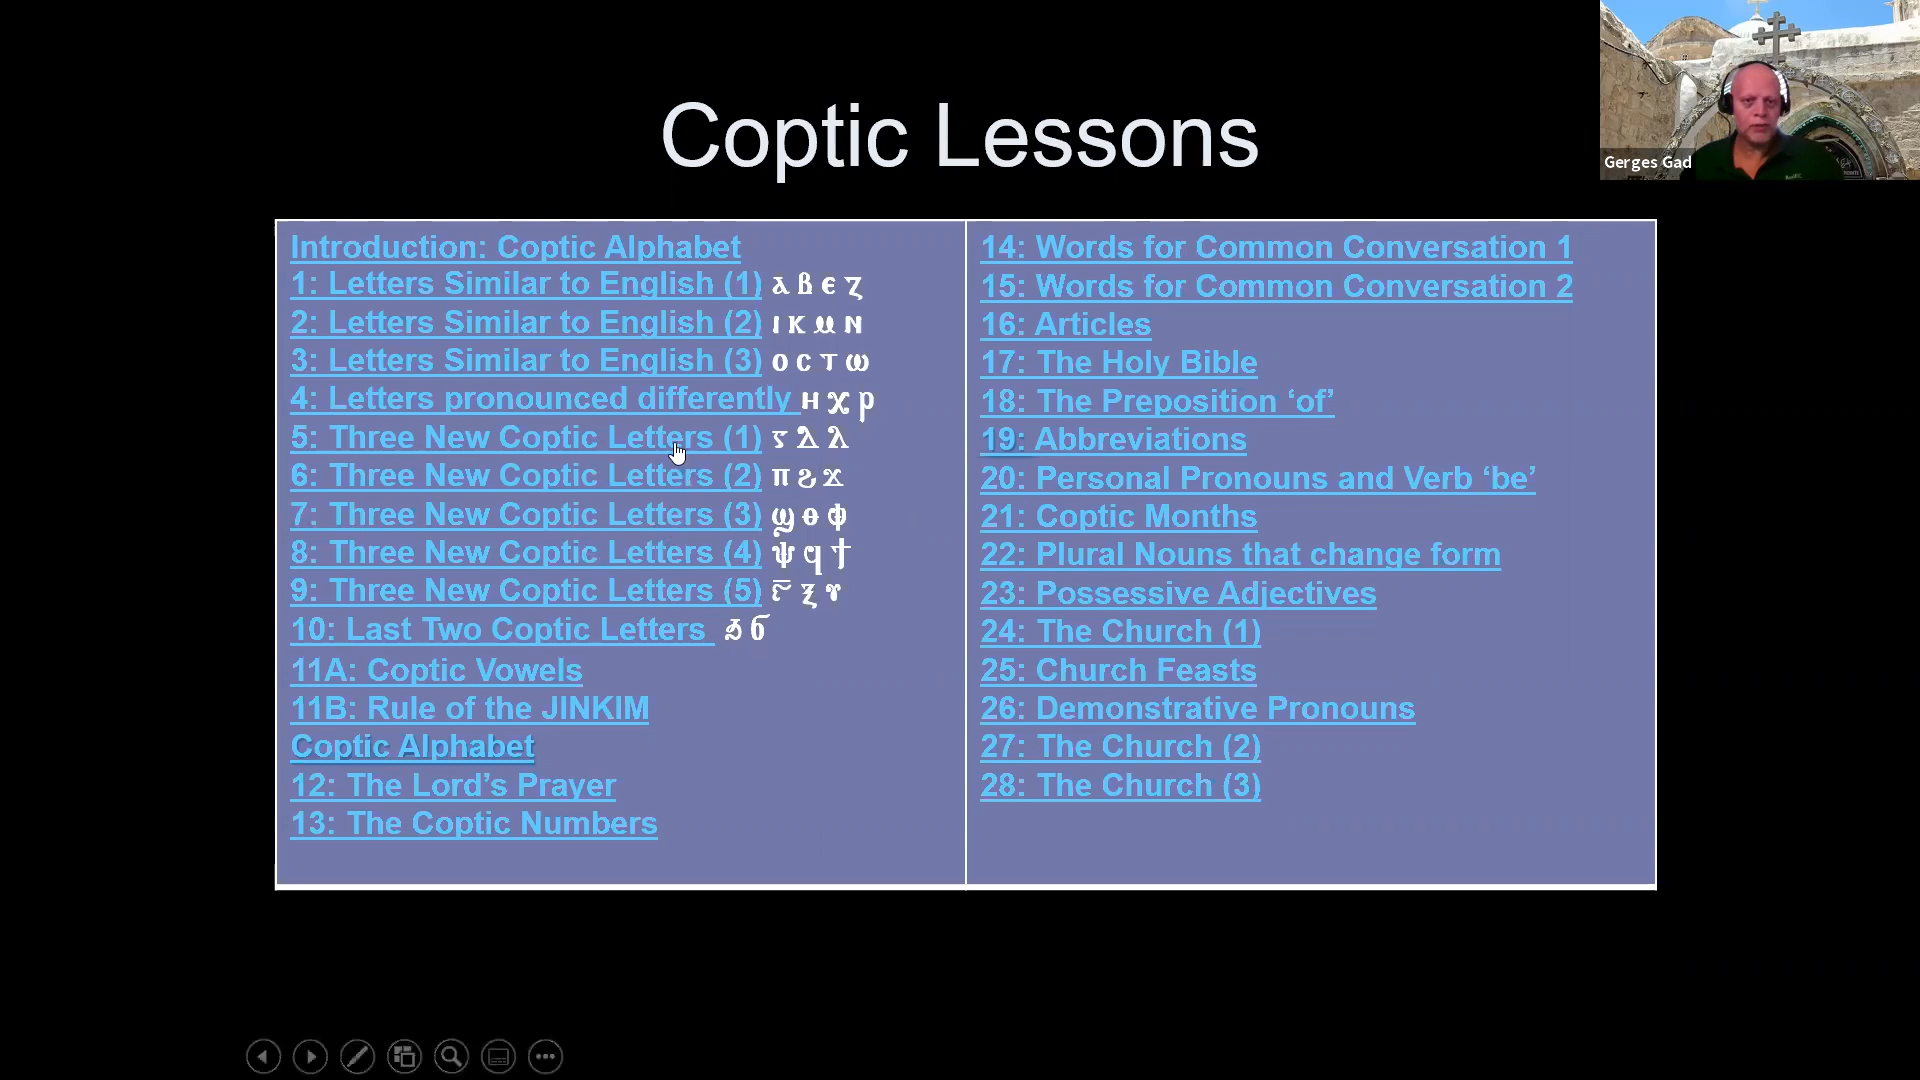 Coptic Lessons
Gerges Gad
Introduction: Coptic Alphabet
1: Letters Similar to English (1) ⲁ ⲃ ⲉ ⲍ
2: Letters Similar to English (2) ⲓ ⲕ ⲙ ⲛ
3: Letters Similar to English (3) ⲟ ⲥ ⲧ ⲱ
4: Letters pronounced differently ⲏ ⲭ ⲣ
5: Three New Coptic Letters (1) ⲋ ⲇ ⲗ
6: Three New Coptic Letters (2) ⲡ ϩ ϫ
7: Three New Coptic Letters (3) ϣ ⲑ ⲫ
8: Three New Coptic Letters (4) ⲯ ϥ ϯ
9: Three New Coptic Letters (5) ⲝ ⲩ
10: Last Two Coptic Letters ϧ ϭ
11A: Coptic Vowels
11B: Rule of the JINKIM
Coptic Alphabet
12: The Lord’s Prayer
13: The Coptic Numbers
14: Words for Common Conversation 1
15: Words for Common Conversation 2
16: Articles
17: The Holy Bible
18: The Preposition ‘of’
19: Abbreviations
20: Personal Pronouns and Verb ‘be’
21: Coptic Months
22: Plural Nouns that change form
23: Possessive Adjectives
24: The Church (1)
25: Church Feasts
26: Demonstrative Pronouns
27: The Church (2)
28: The Church (3)